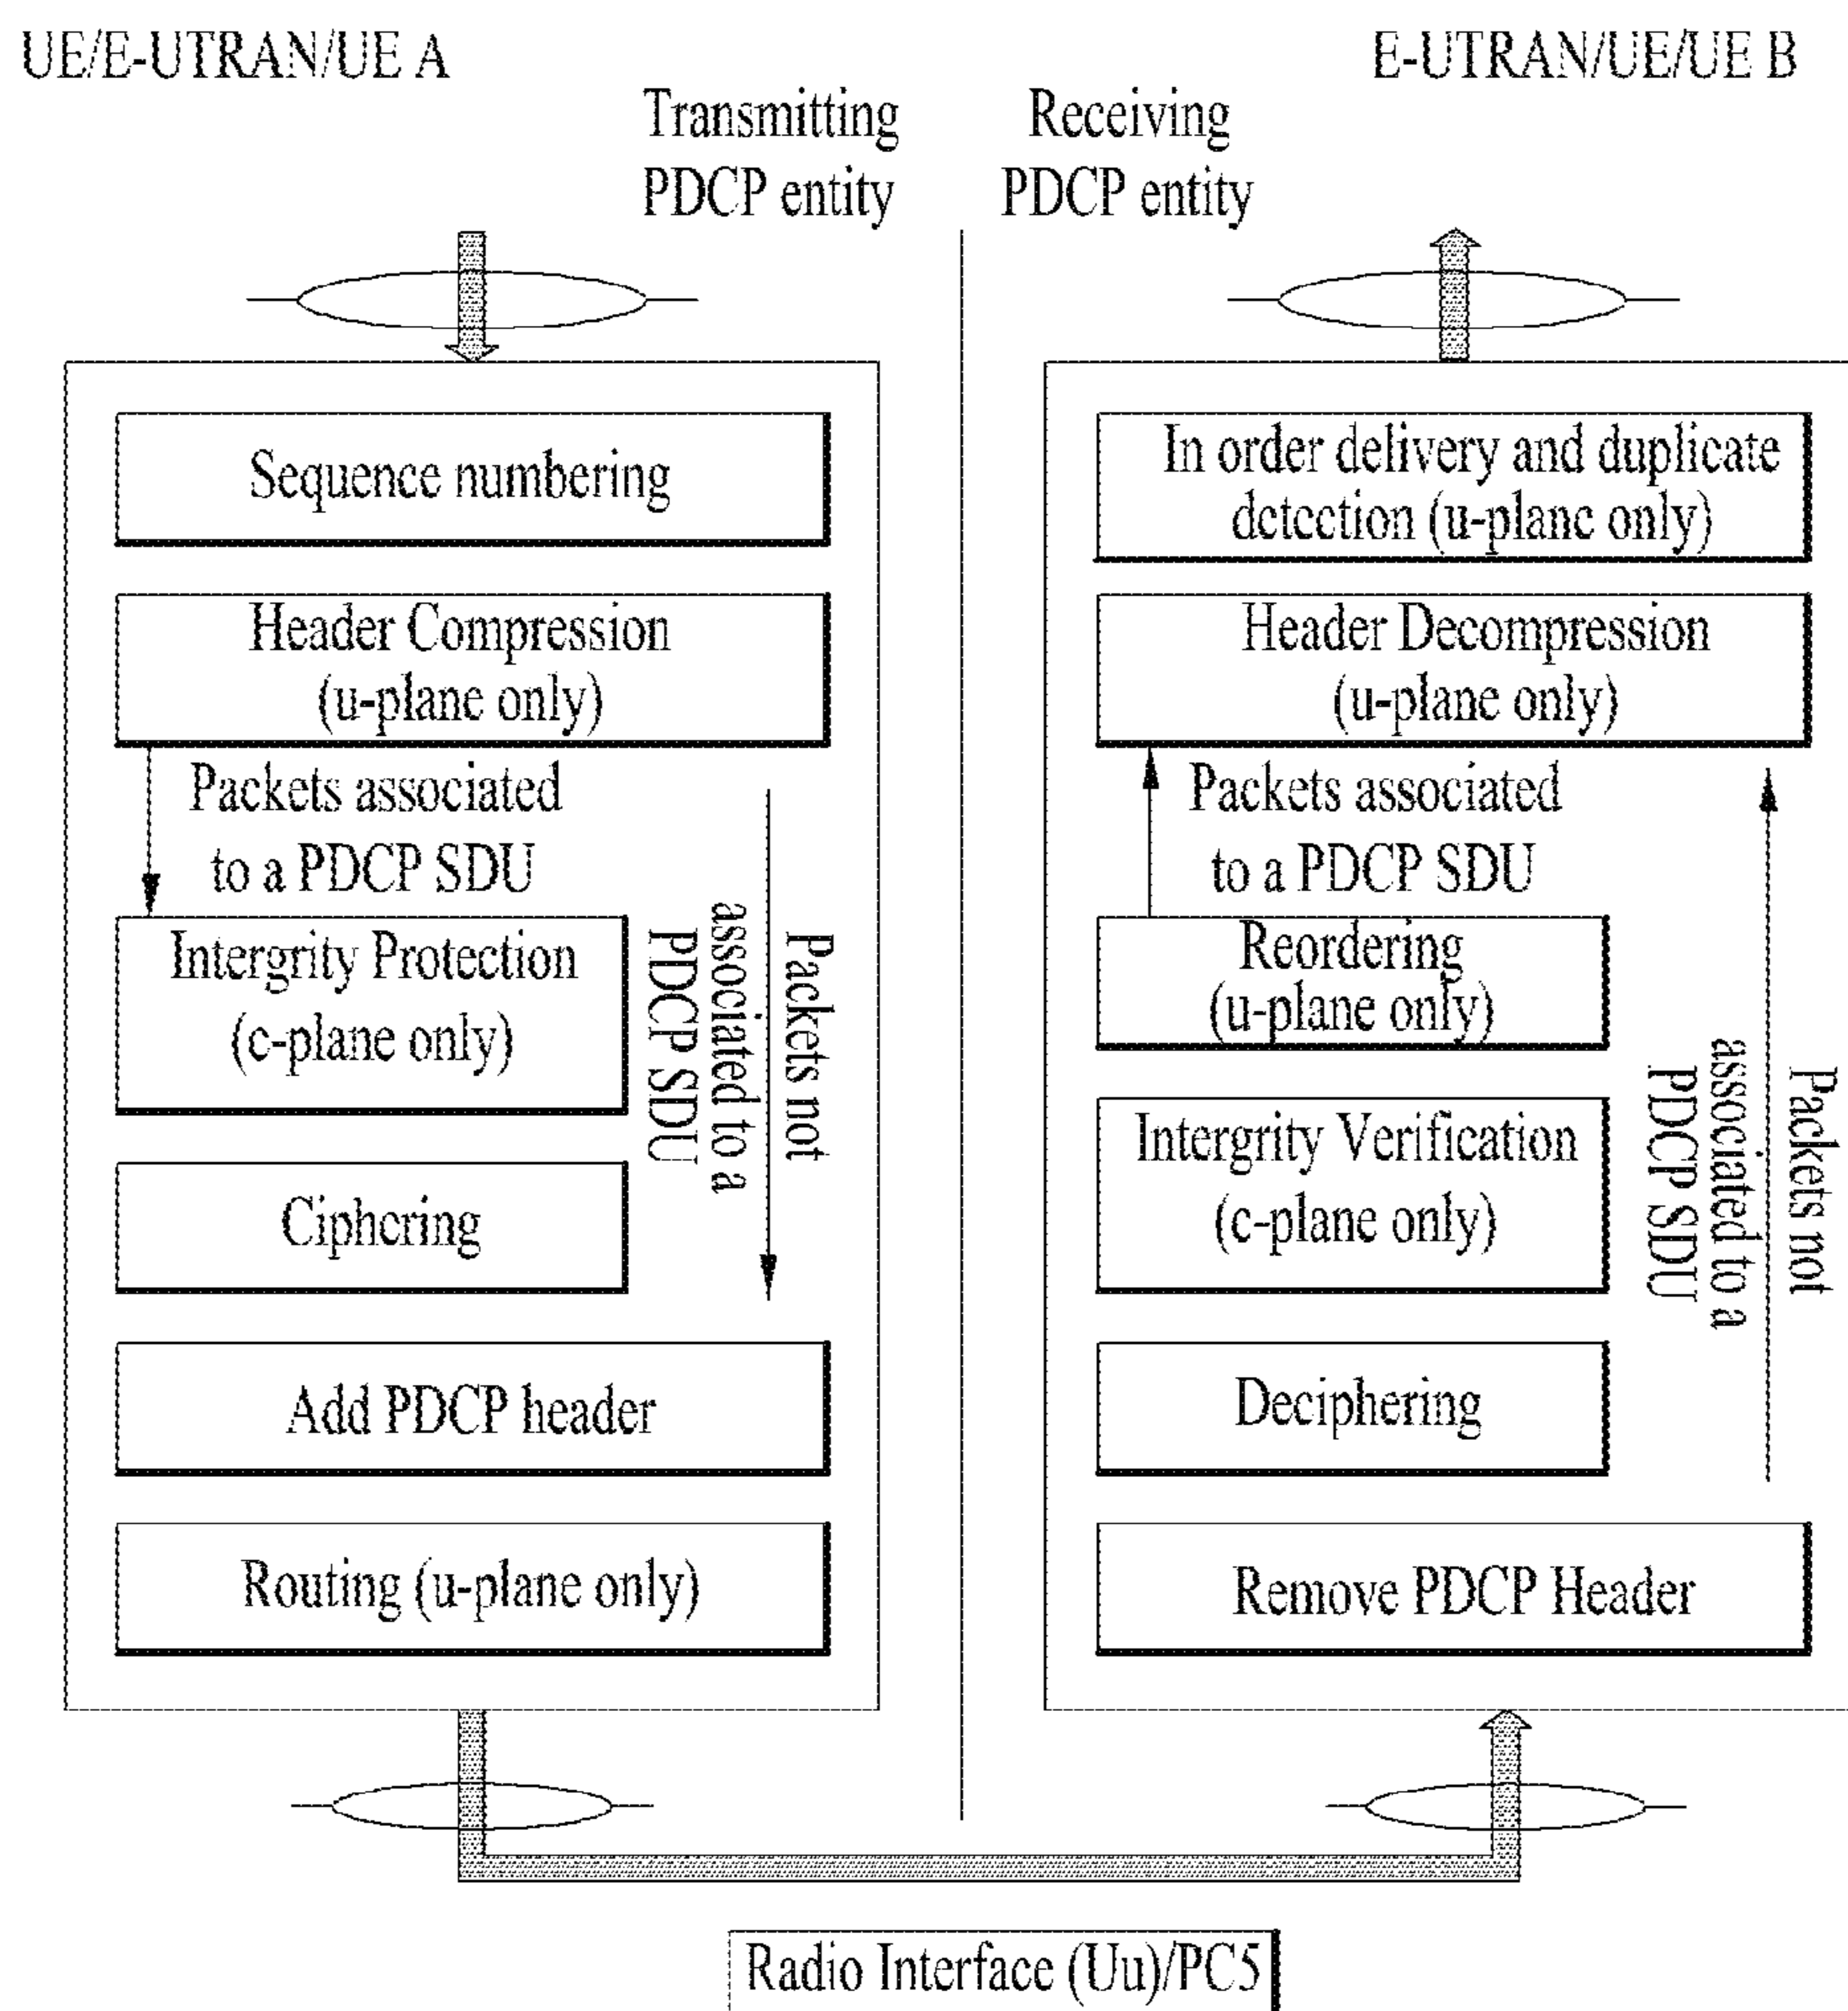 UE/E-UTRAN/UE A
E-UTRAN/UE/UE B
Transmitting
PDCP entity
Receiving
PDCP entity
Sequence numbering
Header Compression
(u-plane only)
Packets associated
to a PDCP SDU
Packets not
associated to a
PDCP SDU
Intergrity Protection
(c-plane only)
Ciphering
Add PDCP header
Routing (u-plane only)
In order delivery and duplicate
detection (u-plane only)
Header Decompression
(u-plane only)
Packets associated
to a PDCP SDU
Reordering
(u-plane only)
Packets not
associated to a
PDCP SDU
Intergrity Verification
(c-plane only)
Deciphering
Remove PDCP Header
Radio Interface (Uu)/PC5